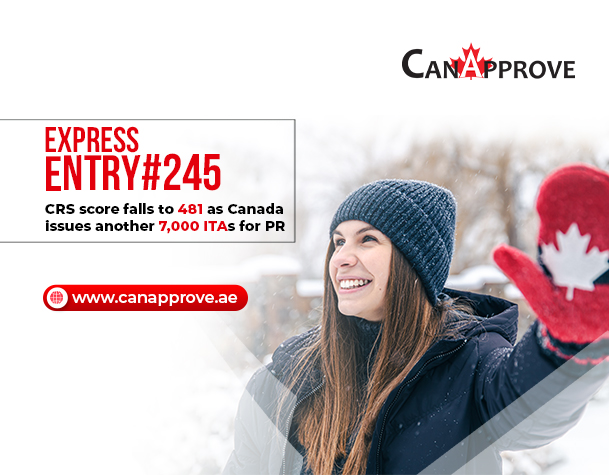 CANAPPROVE
EXPRESS
ENTRY#245
CRS score falls to 481 as Canada
issues another 7,000 ITAs for PR
www.canapprove.ae